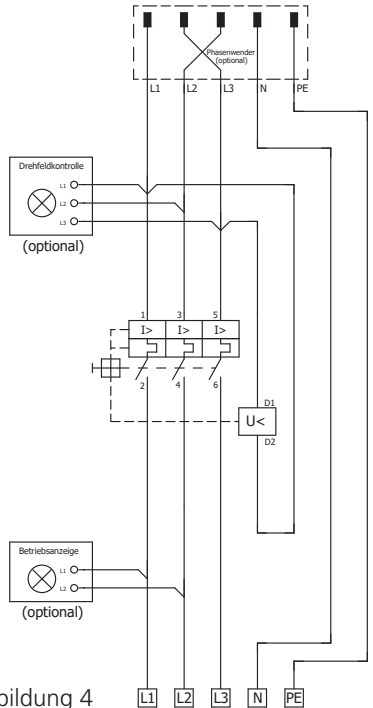 Phasenwender
(optional)
L1 L2 L3 N PE
Drehfeldkontrolle
L1
L2
L3
(optional)
1 3 5
I> I> I>
2 4 6
D1
U<
D2
Betriebsanzeige
L1
L2
(optional)
bildung 4
L1 L2 L3 N PE